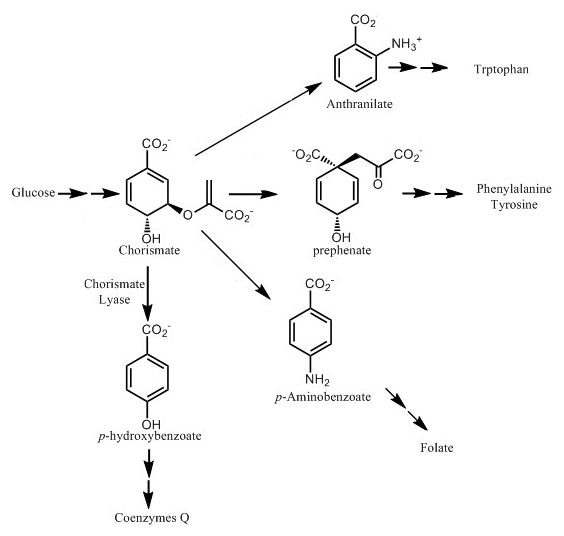 CO2
NH3+
Anthranilate
Trptophan
CO2-
Glucose
O
CO2-
OH
Chorismate
-O2C
CO2-
O
OH
prephenate
Phenylalanine
Tyrosine
Chorismate
Lyase
CO2-
OH
p-hydroxybenzoate
Coenzymes Q
CO2-
NH2
p-Aminobenzoate
Folate